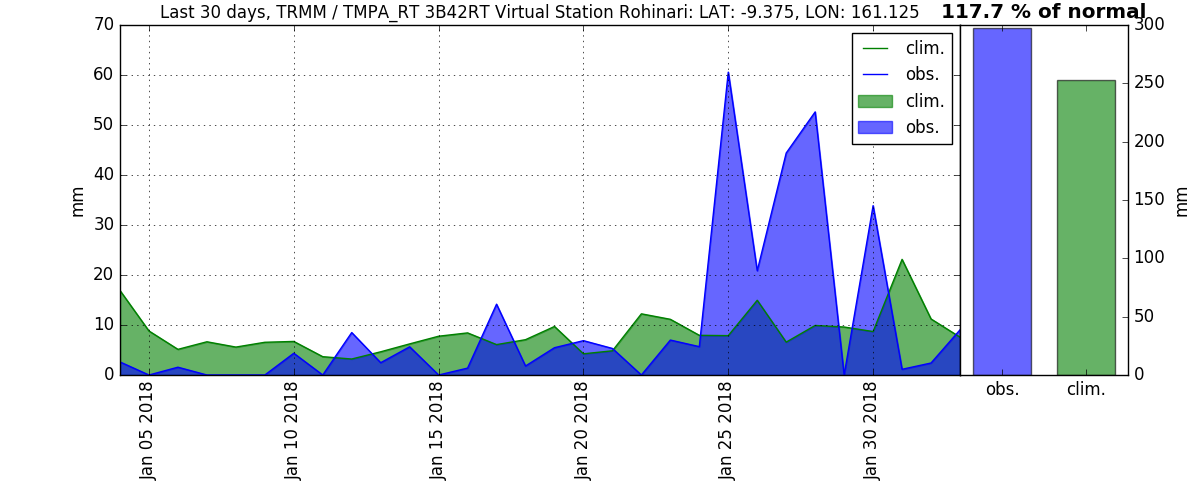 Last 30 days, TRMM / TMPA_RT 3B42RT Virtual Station Rohinari: LAT: -9.375, LON: 161.125
117.7 % of normal
70
60
50
40
30
20
10
0
mm
Jan 05 2018
Jan 10 2018
Jan 15 2018
Jan 20 2018
Jan 25 2018
Jan 30 2018
clim.
obs.
clim.
obs.
300
250
200
150
100
50
0
mm
obs.
clim.